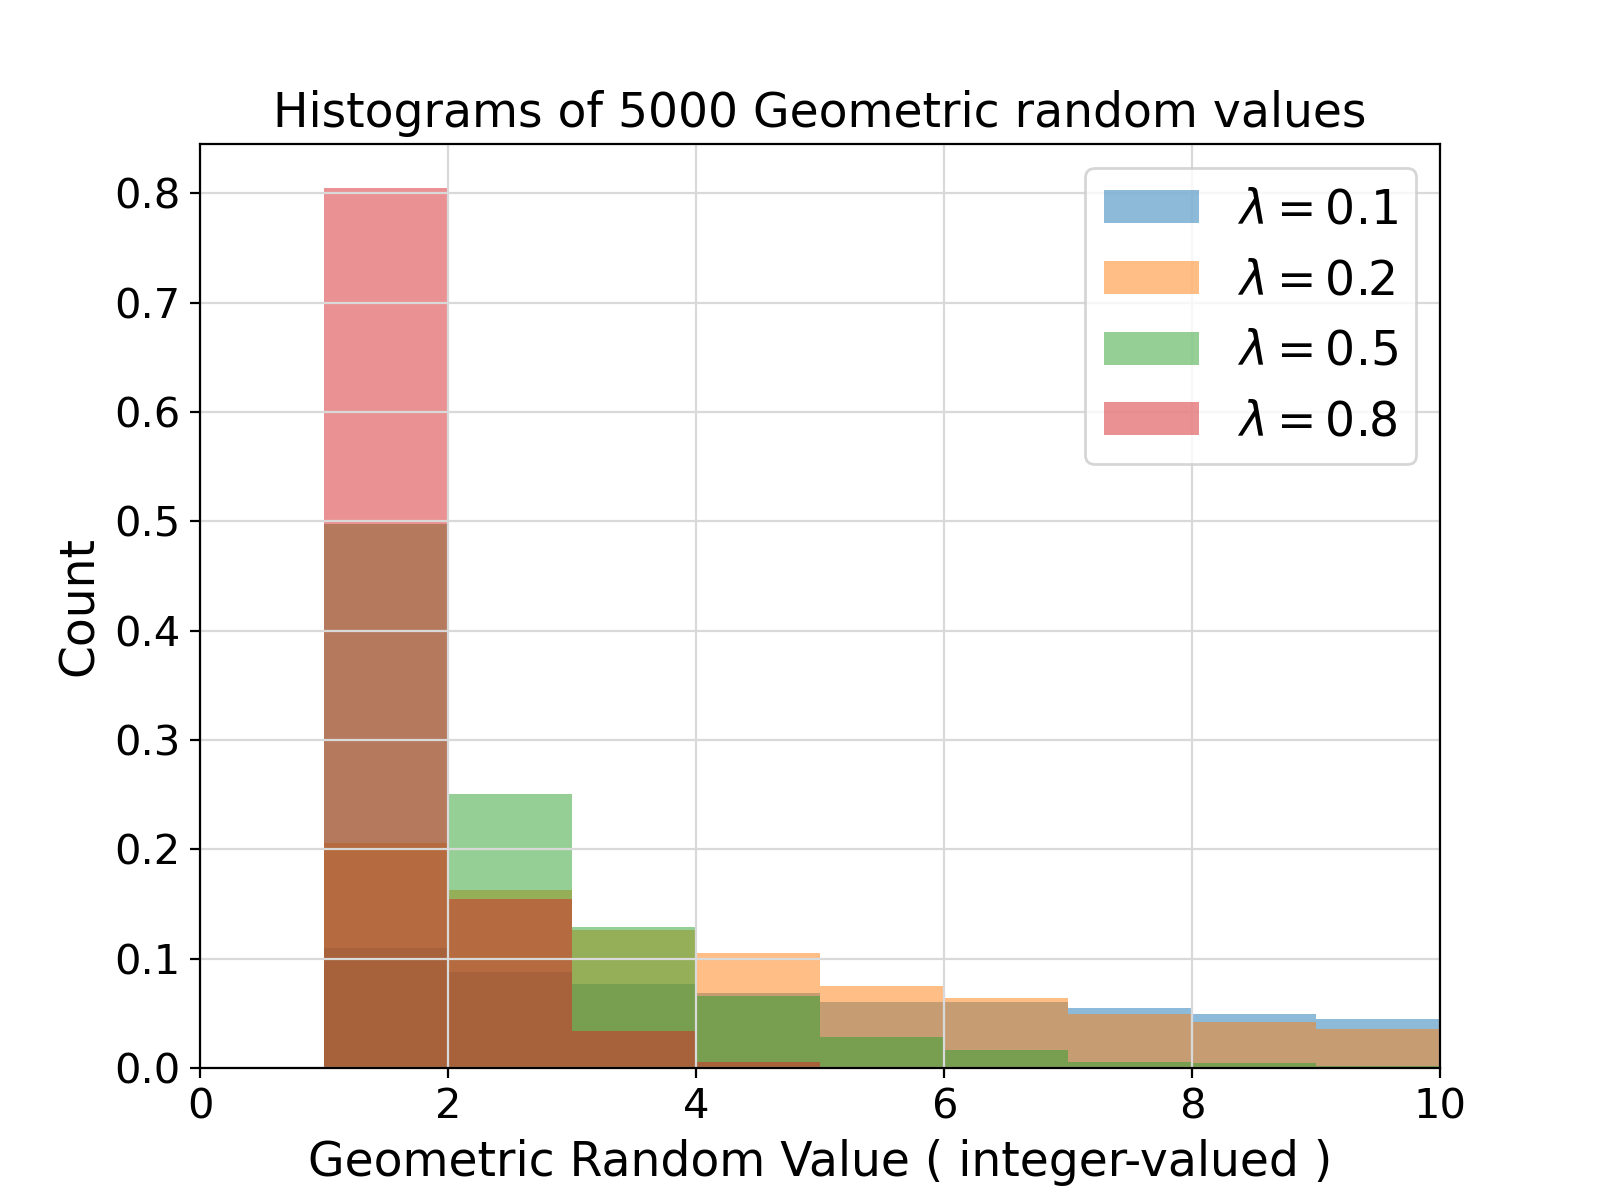 Histograms of 5000 Geometric random values
λ = 0.1
λ = 0.2
λ = 0.5
λ = 0.8
0.8
0.7
0.6
0.5
0.4
0.3
0.2
0.1
0.0
Count
0 2 4 6 8 10
Geometric Random Value ( integer-valued )